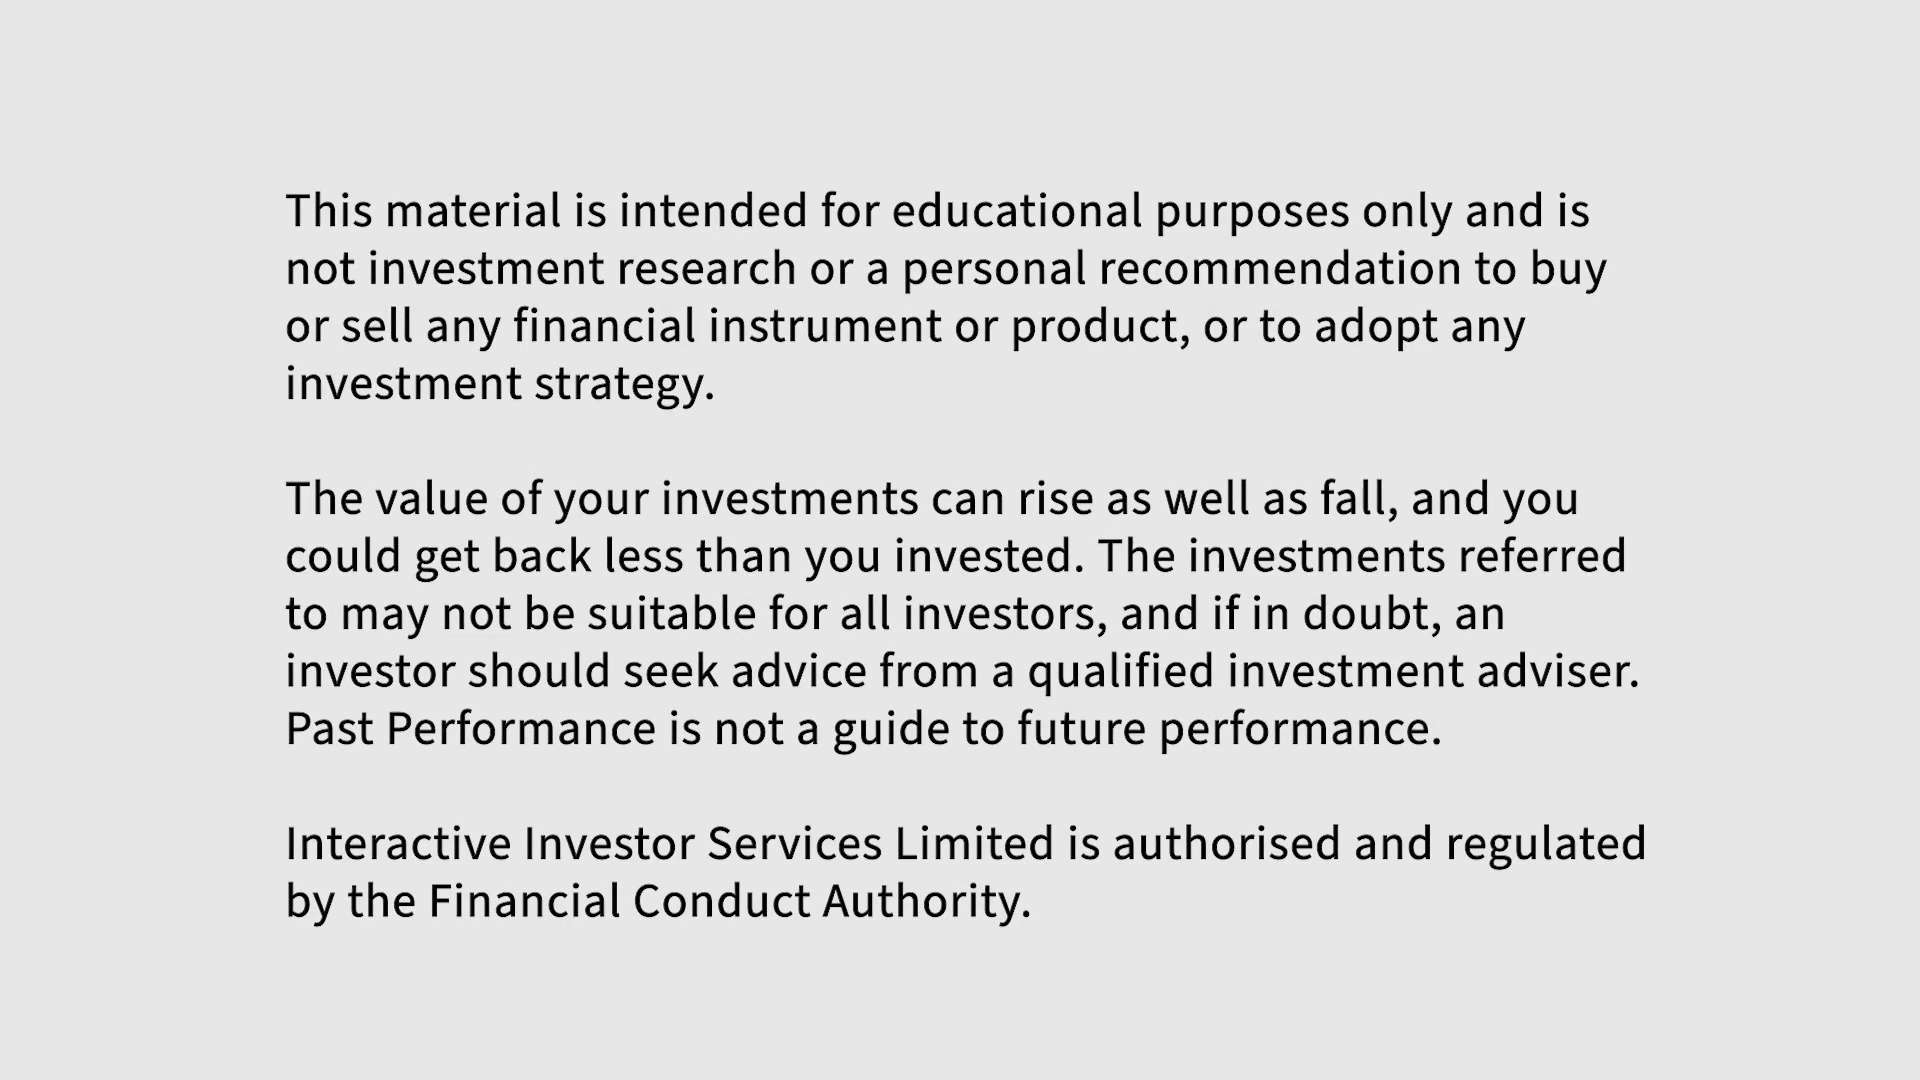 This material is intended for educational purposes only and is
not investment research or a personal recommendation to buy
or sell any financial instrument or product, or to adopt any
investment strategy.
The value of your investments can rise as well as fall, and you
could get back less than you invested. The investments referred
to may not be suitable for all investors, and if in doubt, an
investor should seek advice from a qualified investment adviser.
Past Performance is not a guide to future performance.
Interactive Investor Services Limited is authorised and regulated
by the Financial Conduct Authority.